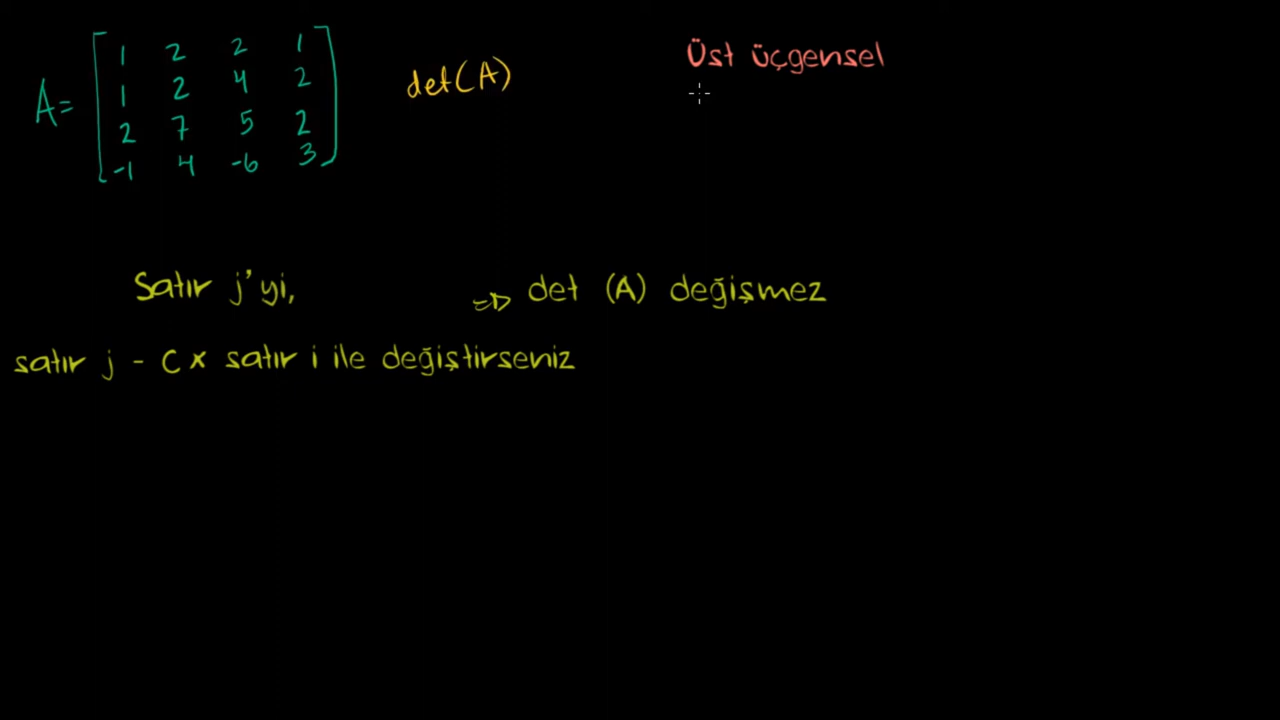 A= [1 2 2 1
1 2 4 2
2 7 5 2
-1 4 -6 3]
det(A)
Üst üçgensel
Satır j'yi,
⇒ det (A) değişmez
satır j - C x satır i ile değiştirseniz